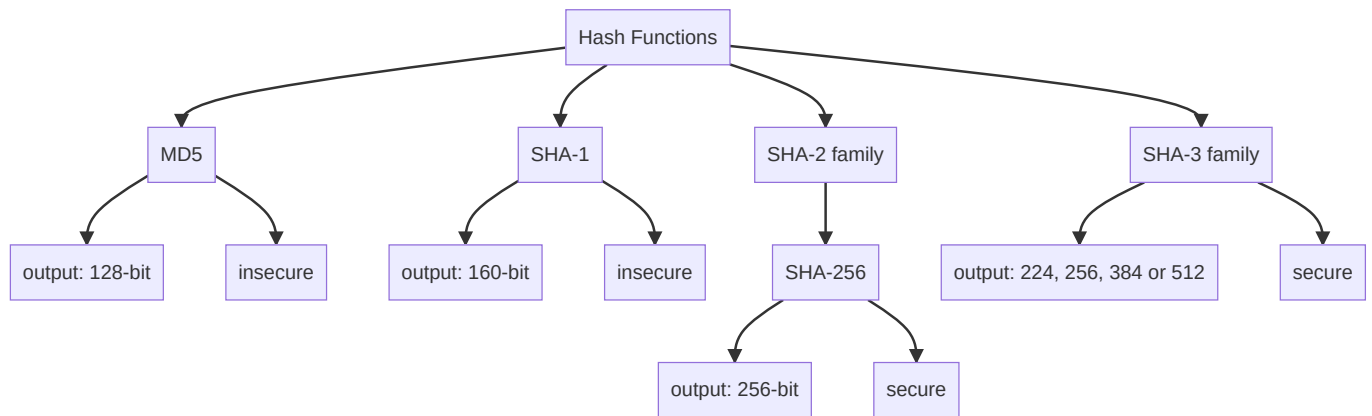 Hash Functions
MD5
SHA-1
SHA-2 family
SHA-3 family
output: 128-bit
insecure
output: 160-bit
insecure
SHA-256
output: 224, 256, 384 or 512
secure
output: 256-bit
secure